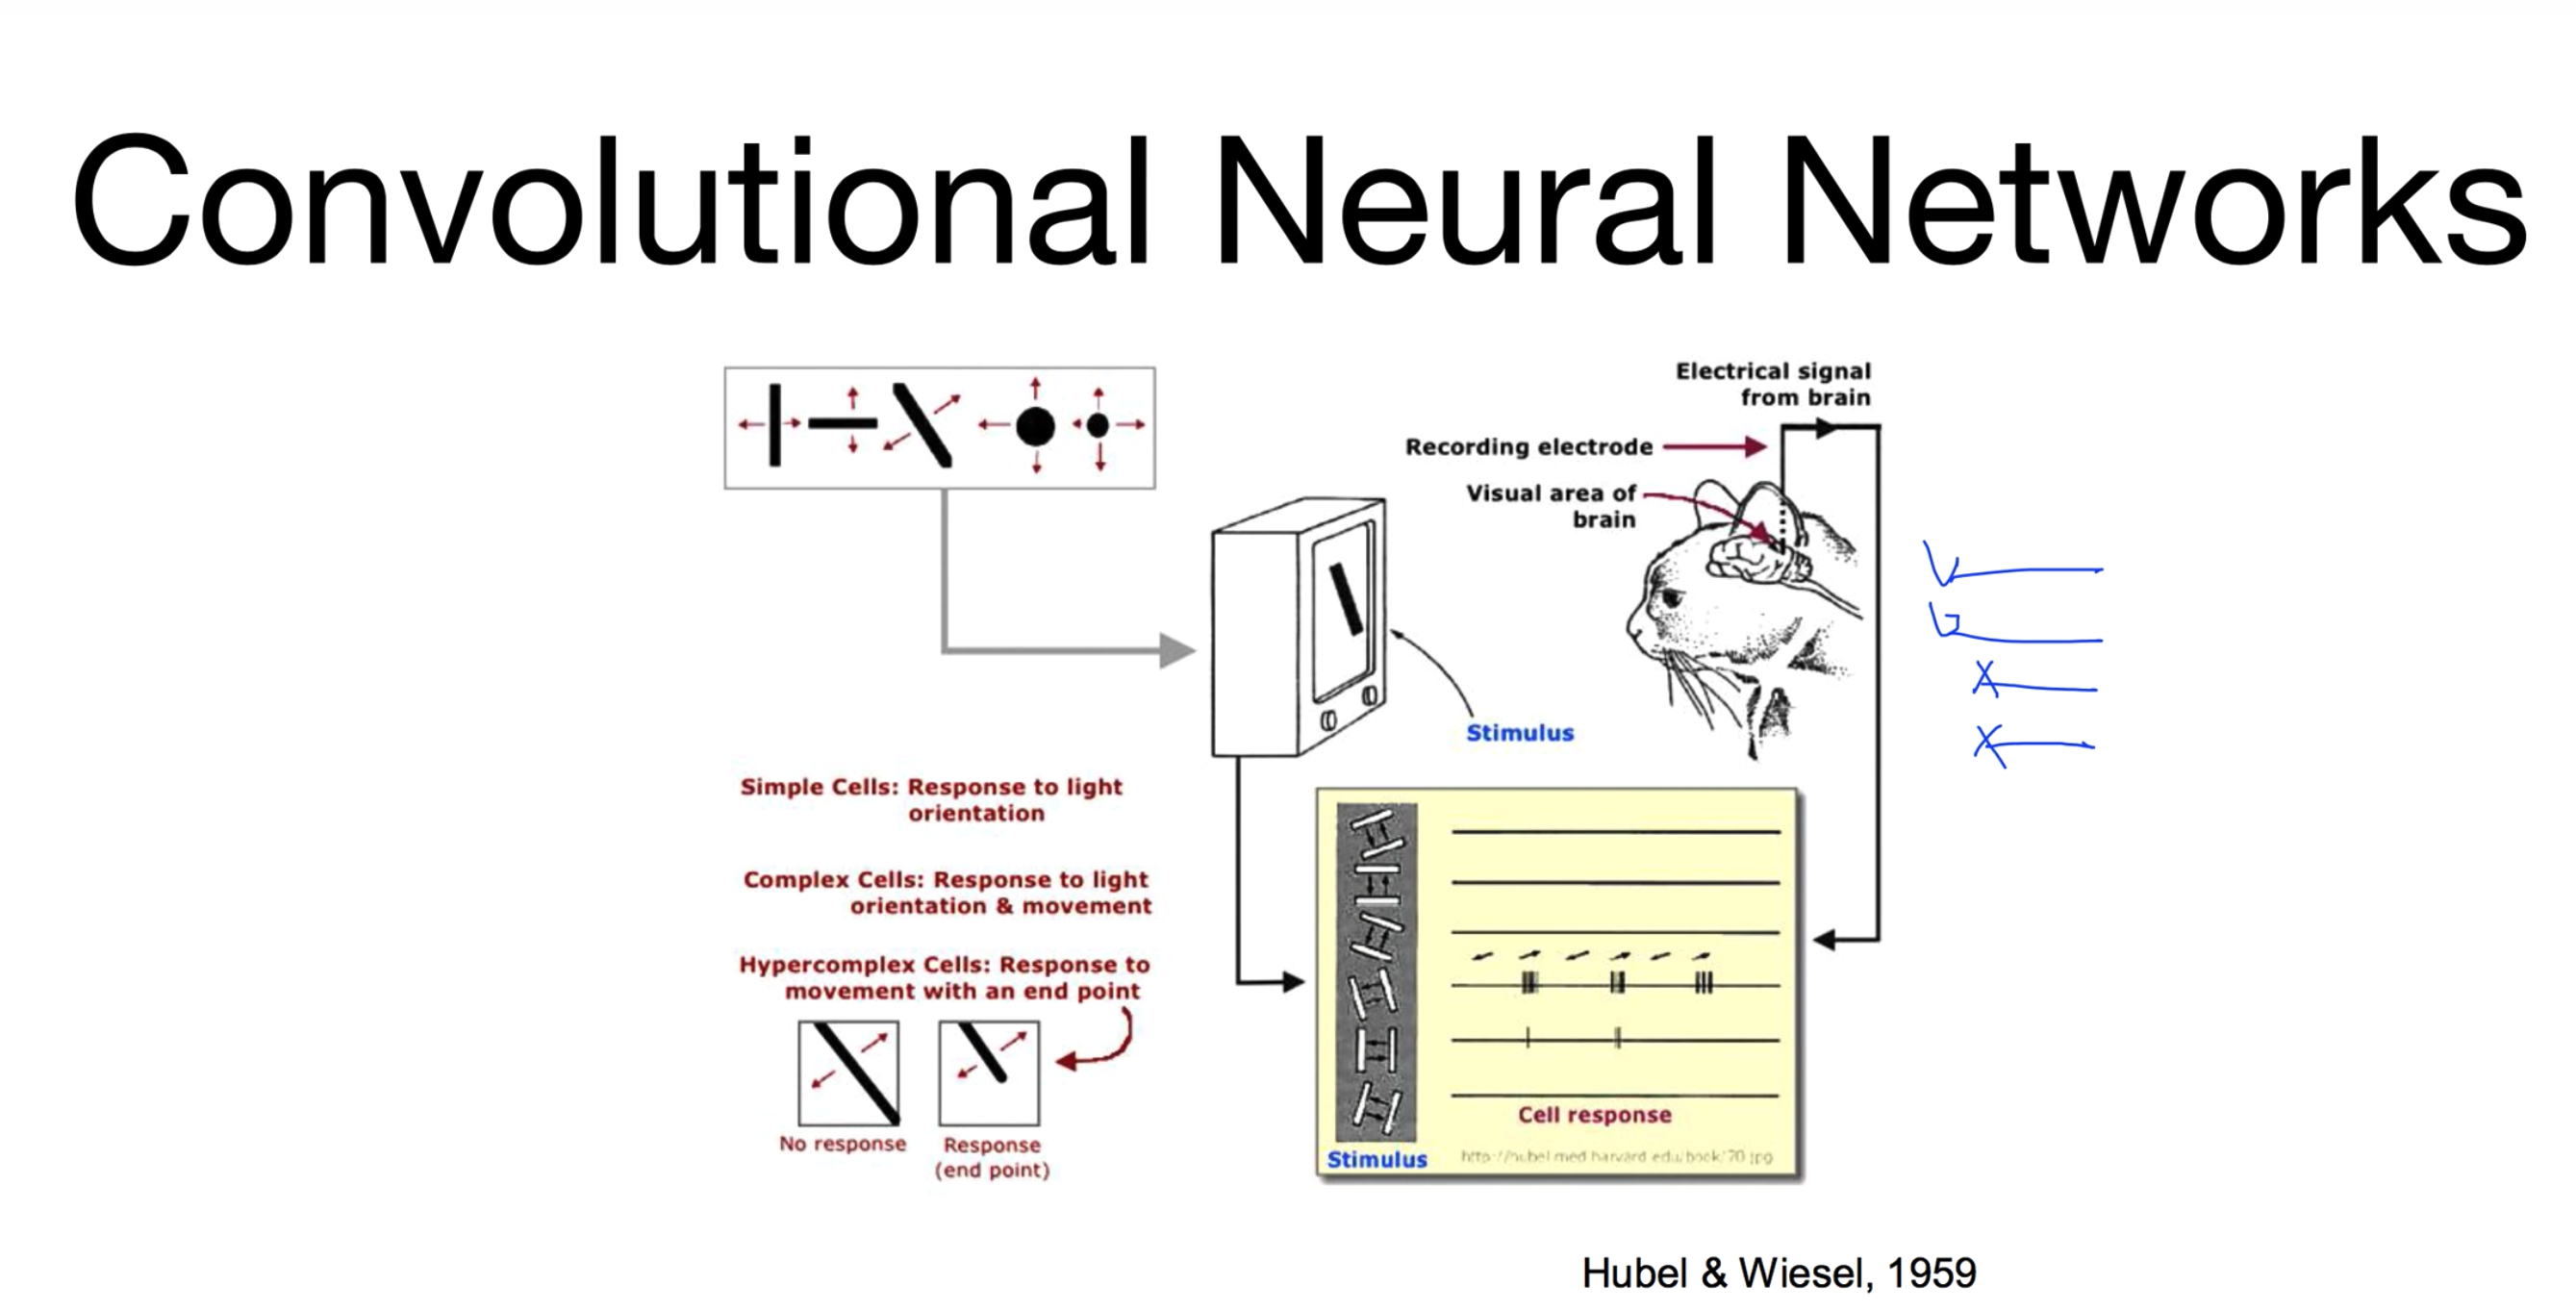 Convolutional Neural Networks
Electrical signal
from brain
Recording electrode
Visual area of
brain
Stimulus
Simple Cells: Response to light
orientation
Complex Cells: Response to light
orientation & movement
Hypercomplex Cells: Response to
movement with an end point
No response
Response
(end point)
Cell response
Stimulus
http://hubel.med.harvard.edu/book/70.jpg
Hubel & Wiesel, 1959